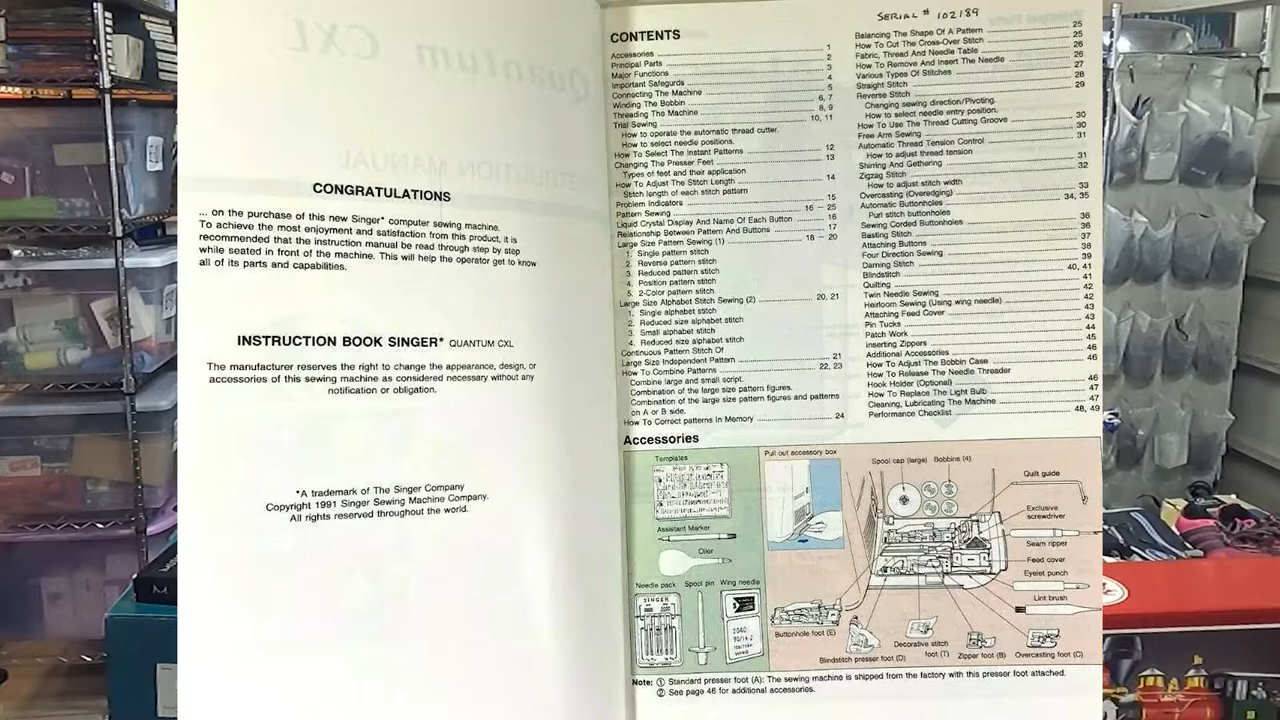 CONGRATULATIONS
... on the purchase of this new Singer* computer sewing machine.
To achieve the most enjoyment and satisfaction from this product, it is
recommended that the instruction manual be read through step by step
while seated in front of the machine. This will help the operator get to know
all of its parts and capabilities.
INSTRUCTION BOOK SINGER* QUANTUM CXL
The manufacturer reserves the right to change the appearance, design, or
accessories of this sewing machine as considered necessary without any
notification or obligation.
*A trademark of The Singer Company
Copyright 1991 Singer Sewing Machine Company.
All rights reserved throughout the world.
SERIAL # 102189
CONTENTS
Accessories 1
Principal Parts 2
Major Functions 3
Important Safegurds 4
Connecting The Machine 5
Winding The Bobbin 6, 7
Threading The Machine 8, 9
Trial Sewing 10, 11
How to operate the automatic thread cutter.
How to select needle positions.
How To Select The Instant Patterns 12
Changing The Presser Feet 13
Types of feet and their application
How To Adjust The Stitch Length 14
Stitch length of each stitch pattern
Problem Indicators 15
Pattern Sewing 16 – 25
Liquid Crystal Display And Name Of Each Button 16
Relationship Between Pattern And Buttons 17
Large Size Pattern Sewing (1) 18 – 20
1. Single pattern stitch
2. Reverse pattern stitch
3. Reduced pattern stitch
4. Position pattern stitch
5. 2-Color pattern stitch
Large Size Alphabet Stitch Sewing (2) 20, 21
1. Single alphabet stitch
2. Reduced size alphabet stitch
3. Small alphabet stitch
4. Reduced size alphabet stitch
Continuous Pattern Stitch Of
Large Size Independent Pattern 21
How To Combine Patterns 22, 23
Combine large and small script.
Combination of the large size pattern figures.
Combination of the large size pattern figures and patterns
on A or B side.
How To Correct patterns In Memory 24
Balancing The Shape Of A Pattern 25
How To Cut The Cross-Over Stitch 25
Fabric, Thread And Needle Table 26
How To Remove And Insert The Needle 26
Various Types Of Stitches 27
Straight Stitch 28
Reverse Stitch 29
Changing sewing direction/Pivoting.
How to select needle entry position.
How To Use The Thread Cutting Groove 30
Free Arm Sewing 30
Automatic Thread Tension Control 31
How to adjust thread tension
Shirring And Gethering 31
Zigzag Stitch 32
How to adjust stitch width
Overcasting (Overedging) 33
Automatic Buttonholes 34, 35
Purl stitch buttonholes
Sewing Corded Buttonholes 36
Basting Stitch 36
Attaching Buttons 37
Four Direction Sewing 38
Darning Stitch 39
Blindstitch 40, 41
Quilting 41
Twin Needle Sewing 42
Heirloom Sewing (Using wing needle) 42
Attaching Feed Cover 43
Pin Tucks 43
Patch Work 44
Inserting Zippers 45
Additional Accessories 46
How To Adjust The Bobbin Case 46
How To Release The Needle Threader
Hook Holder (Optional) 46
How To Replace The Light Bulb 47
Cleaning, Lubricating The Machine 47
Performance Checklist 48, 49
Accessories
Templates
Assistant Marker
Oiler
Needle pack
Spool pin
Wing needle
SINGER
2040
Pull out accessory box
Spool cap (large)
Bobbins (4)
Quilt guide
Exclusive
screwdriver
Seam ripper
Feed cover
Eyelet punch
Lint brush
Buttonhole foot (E)
Blindstitch presser foot (D)
Decorative stitch
foot (T)
Zipper foot (B)
Overcasting foot (C)
Note: ① Standard presser foot (A): The sewing machine is shipped from the factory with this presser foot attached.
② See page 46 for additional accessories.